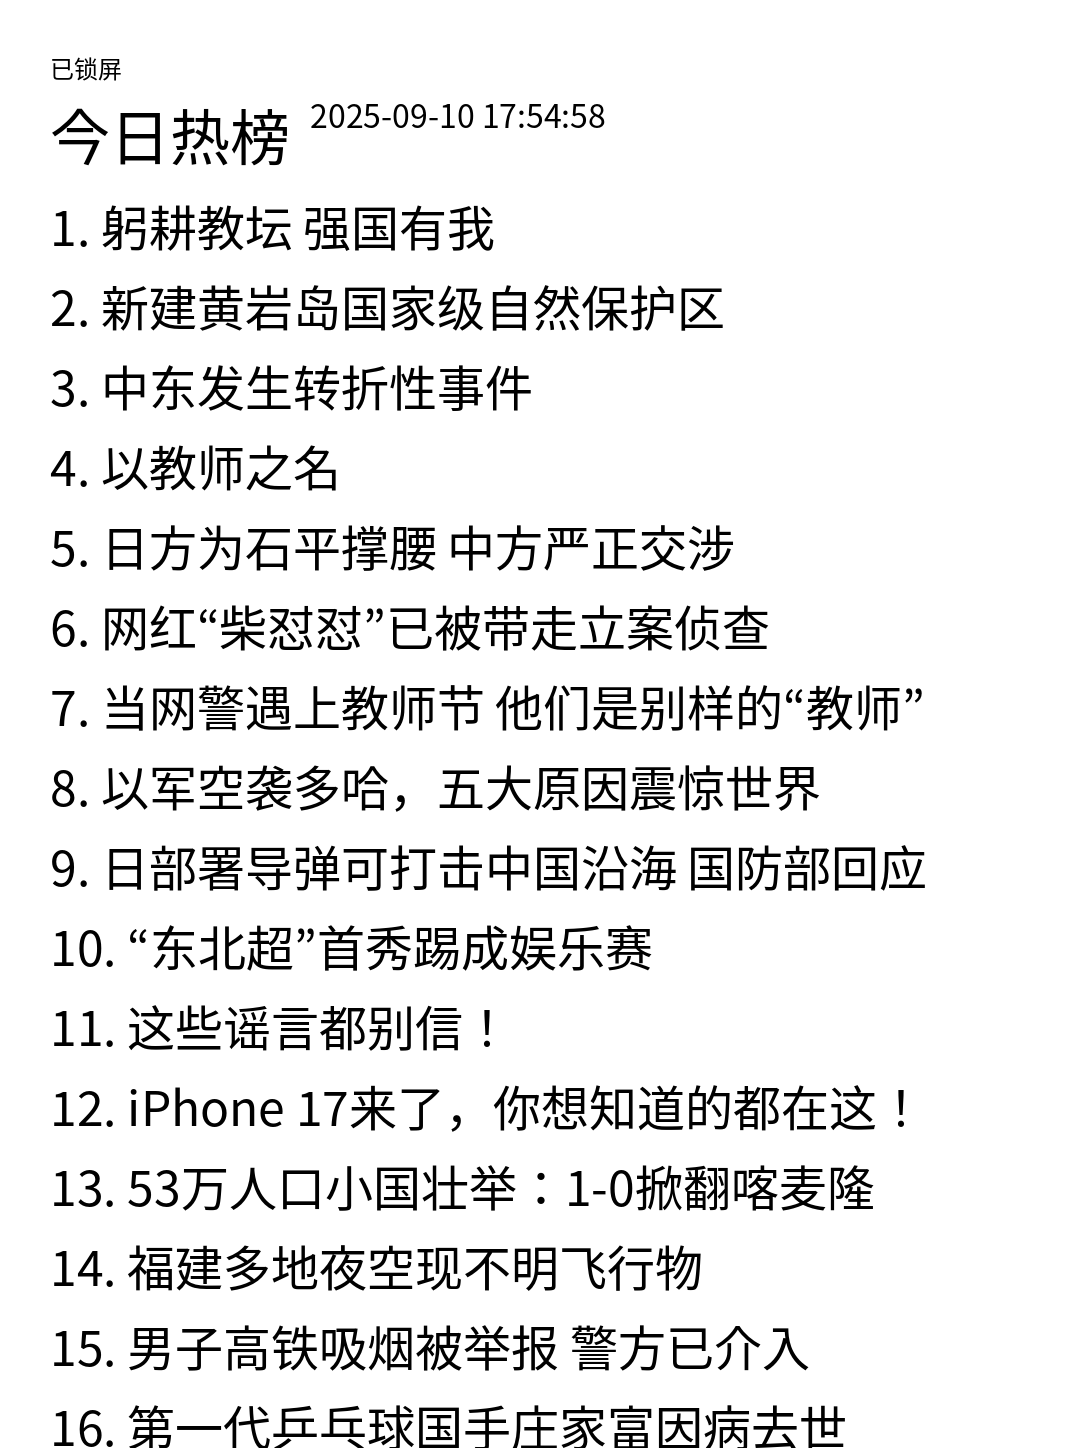 已锁屏
今日热榜 2025-09-10 17:54:58
1. 躬耕教坛 强国有我
2. 新建黄岩岛国家级自然保护区
3. 中东发生转折性事件
4. 以教师之名
5. 日方为石平撑腰 中方严正交涉
6. 网红“柴怼怼”已被带走立案侦查
7. 当网警遇上教师节 他们是别样的“教师”
8. 以军空袭多哈，五大原因震惊世界
9. 日部署导弹可打击中国沿海 国防部回应
10. “东北超”首秀踢成娱乐赛
11. 这些谣言都别信！
12. iPhone 17来了，你想知道的都在这！
13. 53万人口小国壮举：1-0掀翻喀麦隆
14. 福建多地夜空现不明飞行物
15. 男子高铁吸烟被举报 警方已介入
16. 第一代乒乓球国手庄家富因病去世